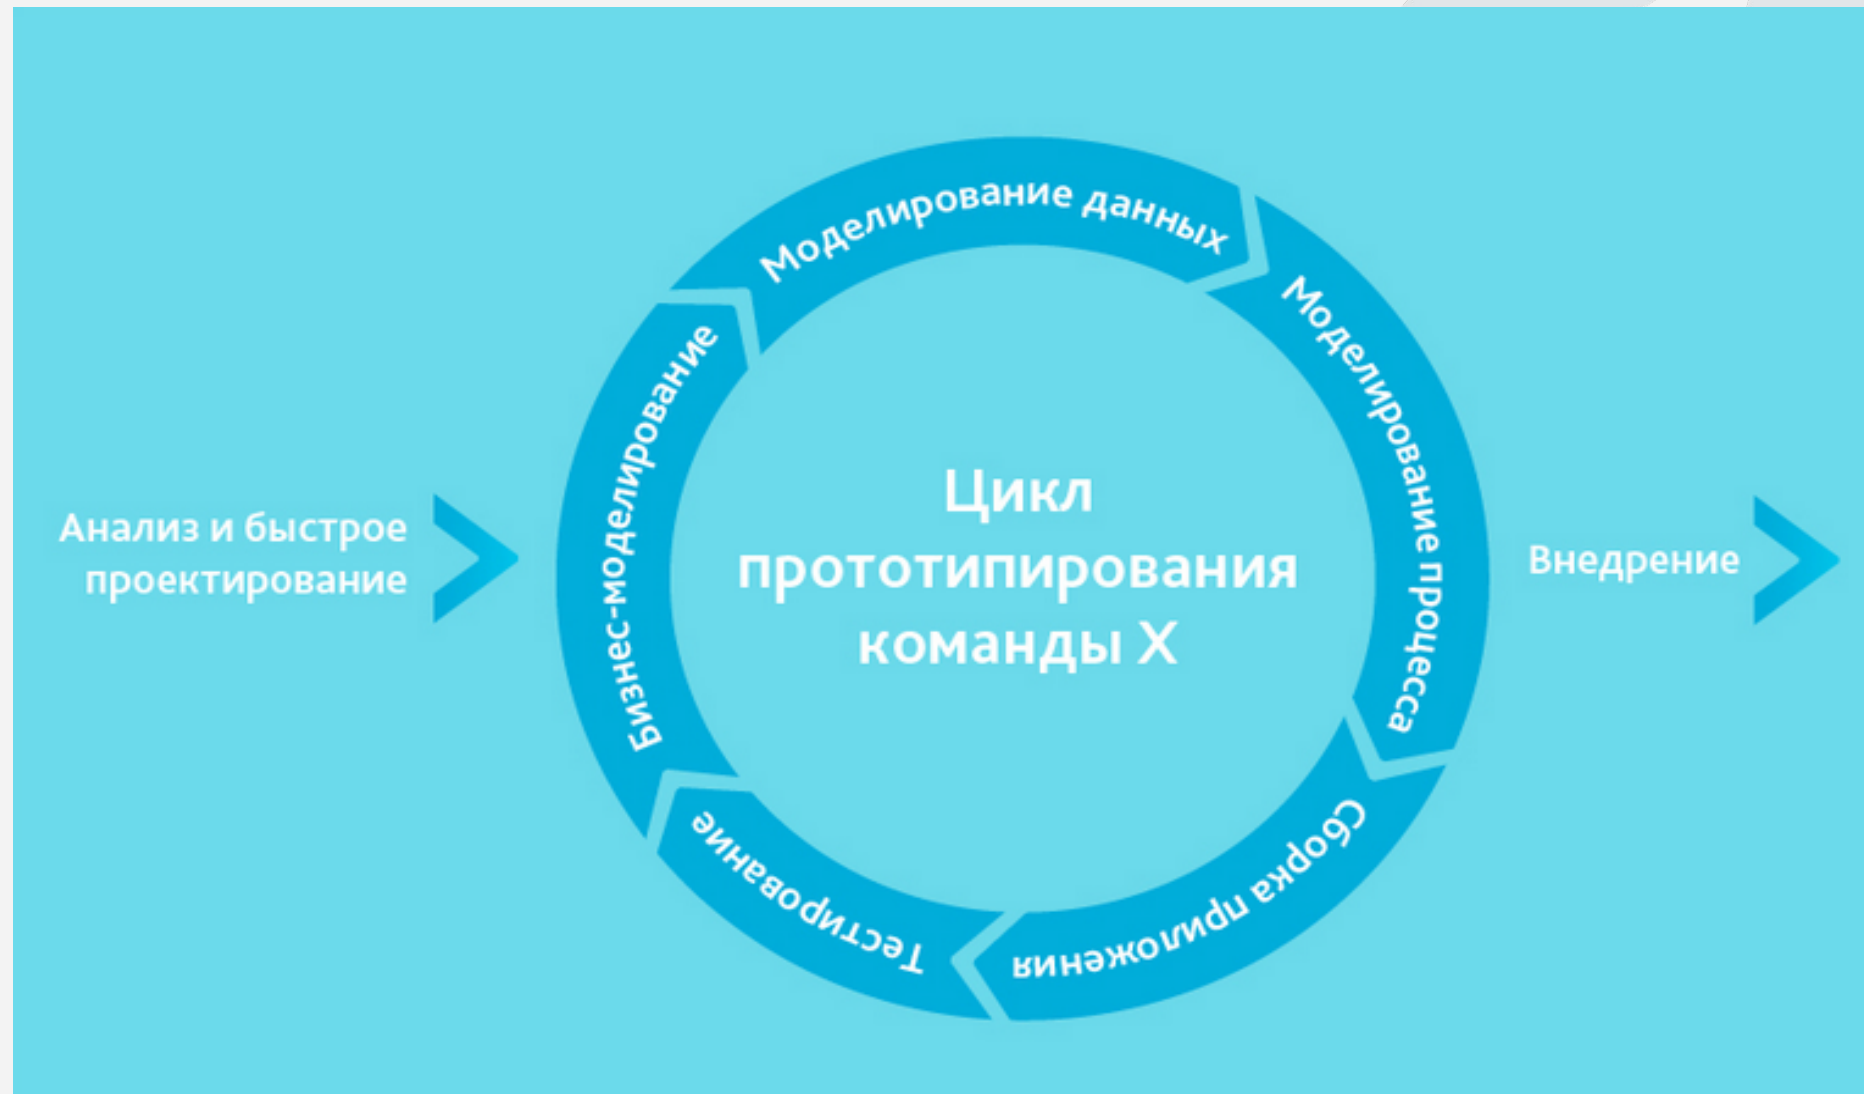 Анализ и быстрое
проектирование
Бизнес-моделирование
Моделирование данных
Моделирование процесса
Сборка приложения
Тестирование
Цикл
прототипирования
команды X
Внедрение